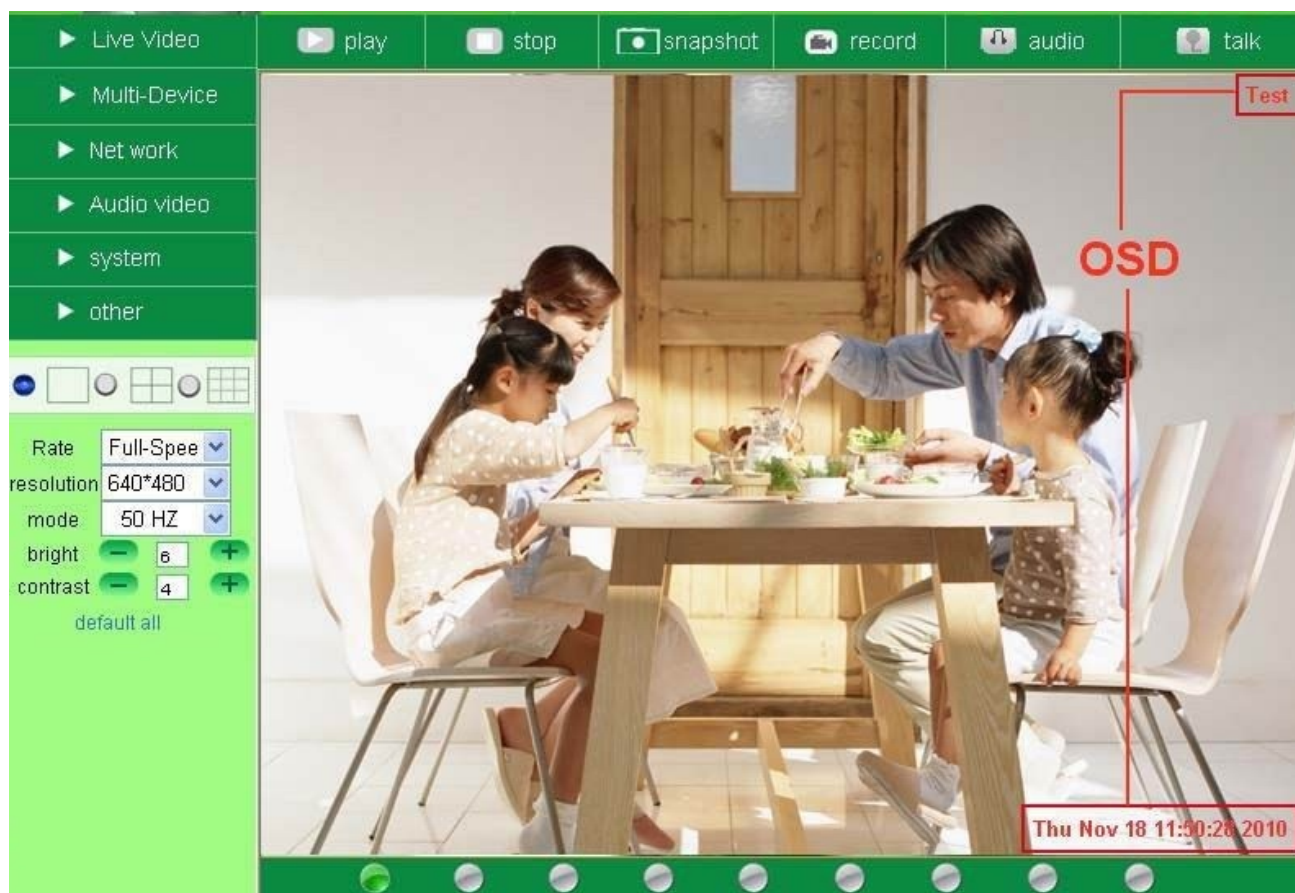 Live Video
play
stop
snapshot
record
audio
talk
Multi-Device
Net work
Audio video
system
other
Rate Full-Spee
resolution 640*480
mode 50 HZ
bright 6
contrast 4
default all
Test
OSD
Thu Nov 18 11:50:28 2010